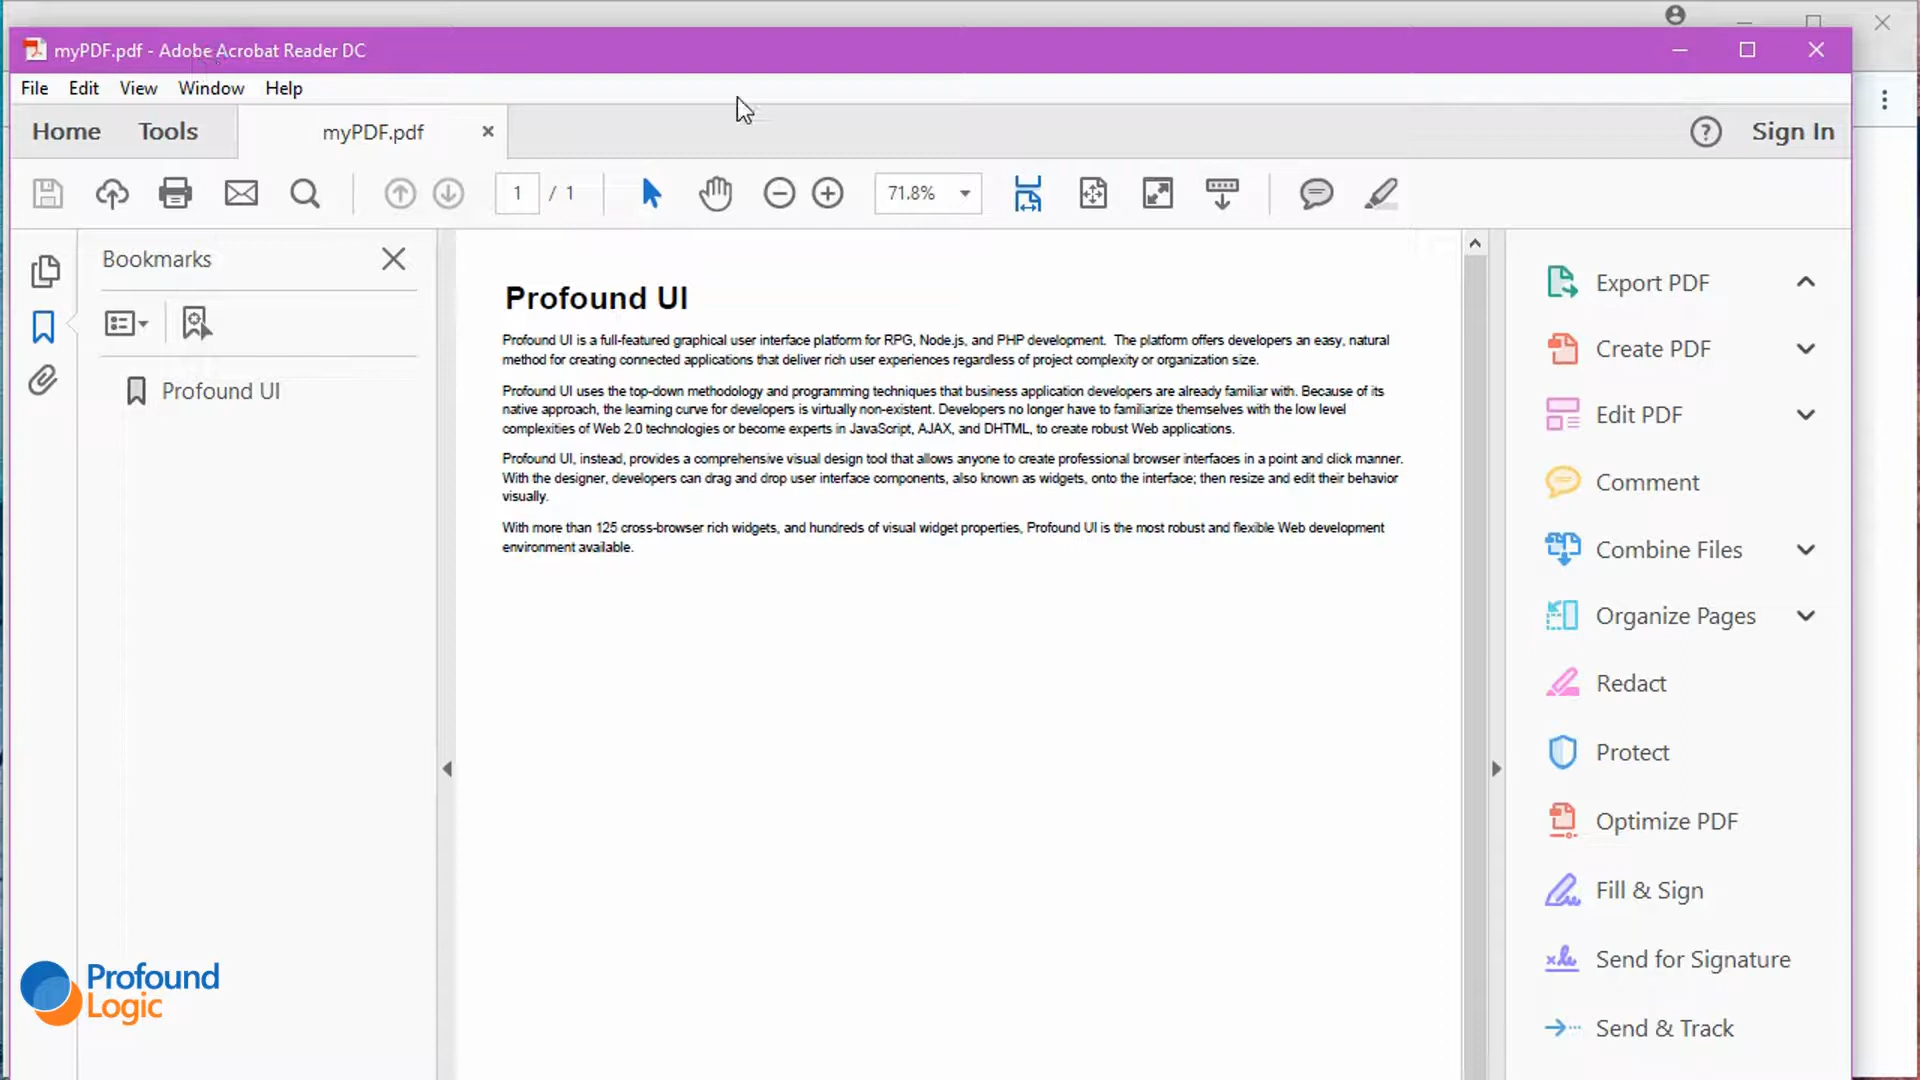 myPDF.pdf - Adobe Acrobat Reader DC
File Edit View Window Help
Home Tools myPDF.pdf Sign In
1 / 1 71.8%
Bookmarks
Profound UI
Profound UI
Profound UI is a full-featured graphical user interface platform for RPG, Node.js, and PHP development. The platform offers developers an easy, natural
method for creating connected applications that deliver rich user experiences regardless of project complexity or organization size.
Profound UI uses the top-down methodology and programming techniques that business application developers are already familiar with. Because of its
native approach, the learning curve for developers is virtually non-existent. Developers no longer have to familiarize themselves with the low level
complexities of Web 2.0 technologies or become experts in JavaScript, AJAX, and DHTML, to create robust Web applications.
Profound UI, instead, provides a comprehensive visual design tool that allows anyone to create professional browser interfaces in a point and click manner.
With the designer, developers can drag and drop user interface components, also known as widgets, onto the interface; then resize and edit their behavior
visually.
With more than 125 cross-browser rich widgets, and hundreds of visual widget properties, Profound UI is the most robust and flexible Web development
environment available.
Export PDF
Create PDF
Edit PDF
Comment
Combine Files
Organize Pages
Redact
Protect
Optimize PDF
Fill & Sign
Send for Signature
Send & Track
Profound
Logic